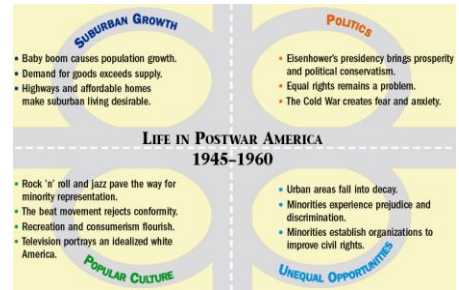 SUBURBAN GROWTH
• Baby boom causes population growth.
• Demand for goods exceeds supply.
• Highways and affordable homes
make suburban living desirable.
POLITICS
• Eisenhower's presidency brings prosperity
and political conservatism.
• Equal rights remains a problem.
• The Cold War creates fear and anxiety.
LIFE IN POSTWAR AMERICA
1945–1960
• Rock 'n' roll and jazz pave the way for
minority representation.
• The beat movement rejects conformity.
• Recreation and consumerism flourish.
• Television portrays an idealized white
America.
POPULAR CULTURE
• Urban areas fall into decay.
• Minorities experience prejudice and
discrimination.
• Minorities establish organizations to
improve civil rights.
UNEQUAL OPPORTUNITIES